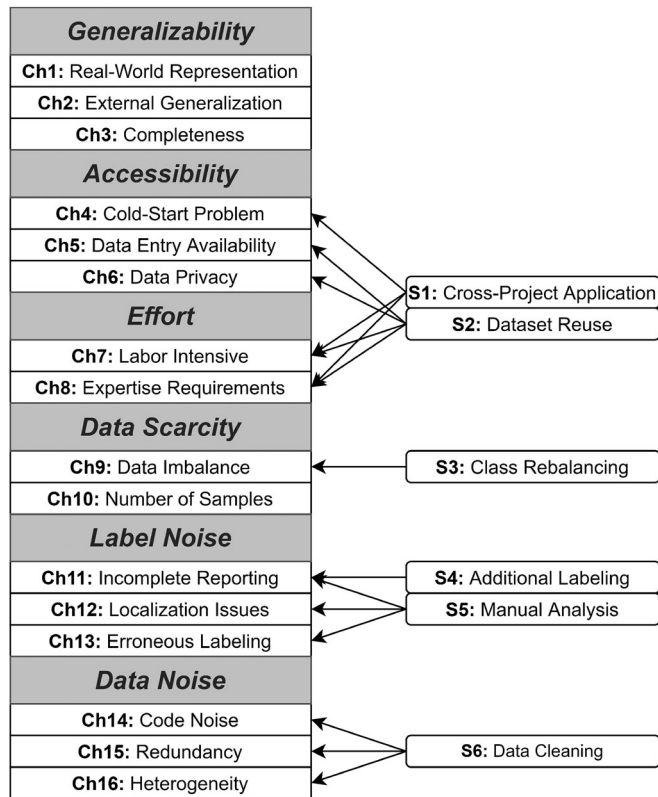 Generalizability
Ch1: Real-World Representation
Ch2: External Generalization
Ch3: Completeness
Accessibility
Ch4: Cold-Start Problem
Ch5: Data Entry Availability
Ch6: Data Privacy
Effort
Ch7: Labor Intensive
Ch8: Expertise Requirements
Data Scarcity
Ch9: Data Imbalance
Ch10: Number of Samples
Label Noise
Ch11: Incomplete Reporting
Ch12: Localization Issues
Ch13: Erroneous Labeling
Data Noise
Ch14: Code Noise
Ch15: Redundancy
Ch16: Heterogeneity
S1: Cross-Project Application
S2: Dataset Reuse
S3: Class Rebalancing
S4: Additional Labeling
S5: Manual Analysis
S6: Data Cleaning